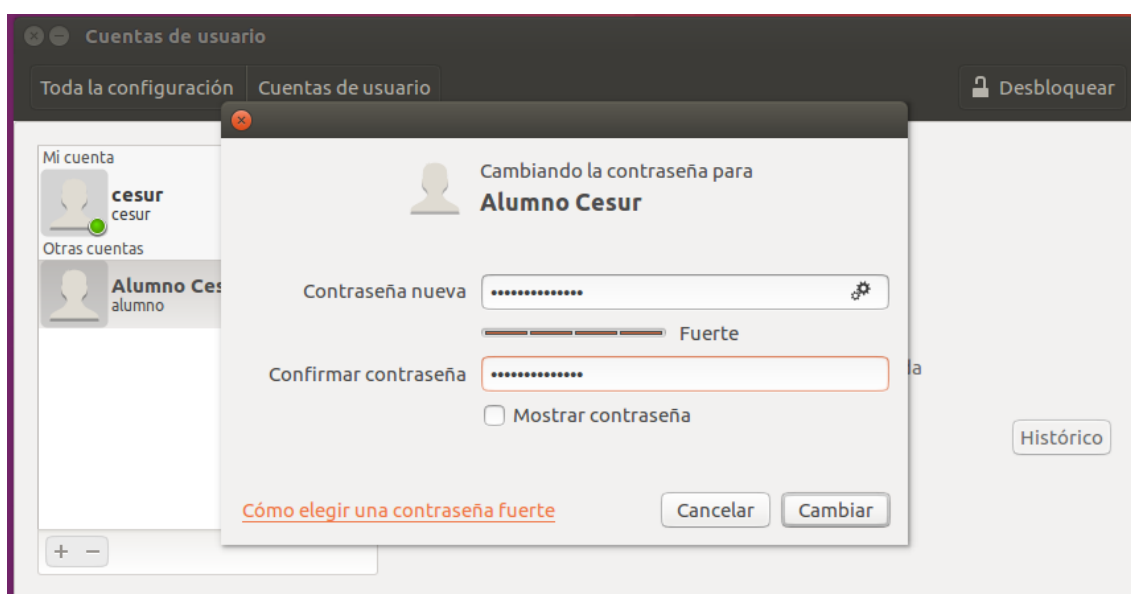 Cuentas de usuario
Toda la configuración Cuentas de usuario Desbloquear
Mi cuenta
cesur
cesur
Otras cuentas
Alumno Ces
alumno
Cambiando la contraseña para
Alumno Cesur
Contraseña nueva ••••••••••••••
Fuerte
Confirmar contraseña ••••••••••••••
Mostrar contraseña
la
Histórico
Cómo elegir una contraseña fuerte Cancelar Cambiar
+ −